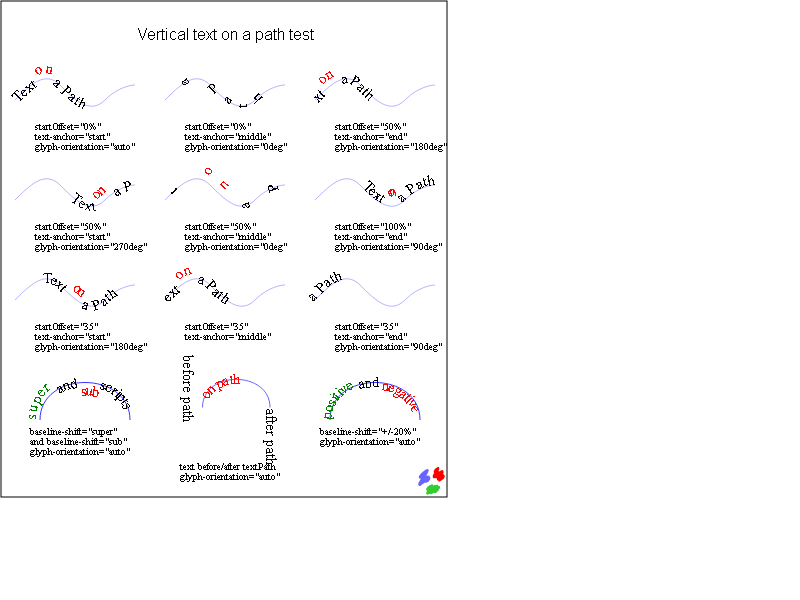 Vertical text on a path test
Text on a Path
a P a t h
xt on a Path
startOffset="0%"
text-anchor="start"
glyph-orientation="auto"
startOffset="0%"
text-anchor="middle"
glyph-orientation="0deg"
startOffset="50%"
text-anchor="end"
glyph-orientation="180deg"
Text on a P
t o n a P
Text on a Path
startOffset="50%"
text-anchor="start"
glyph-orientation="270deg"
startOffset="50%"
text-anchor="middle"
glyph-orientation="0deg"
startOffset="100%"
text-anchor="end"
glyph-orientation="90deg"
Text on a Path
ext on a Path
a Path
startOffset="35"
text-anchor="start"
glyph-orientation="180deg"
startOffset="35"
text-anchor="middle"
startOffset="35"
text-anchor="end"
glyph-orientation="90deg"
super and sub scripts
before path on path after path
positive and negative
baseline-shift="super"
and baseline-shift="sub"
glyph-orientation="auto"
text before/after textPath
glyph-orientation="auto"
baseline-shift="+/-20%"
glyph-orientation="auto"